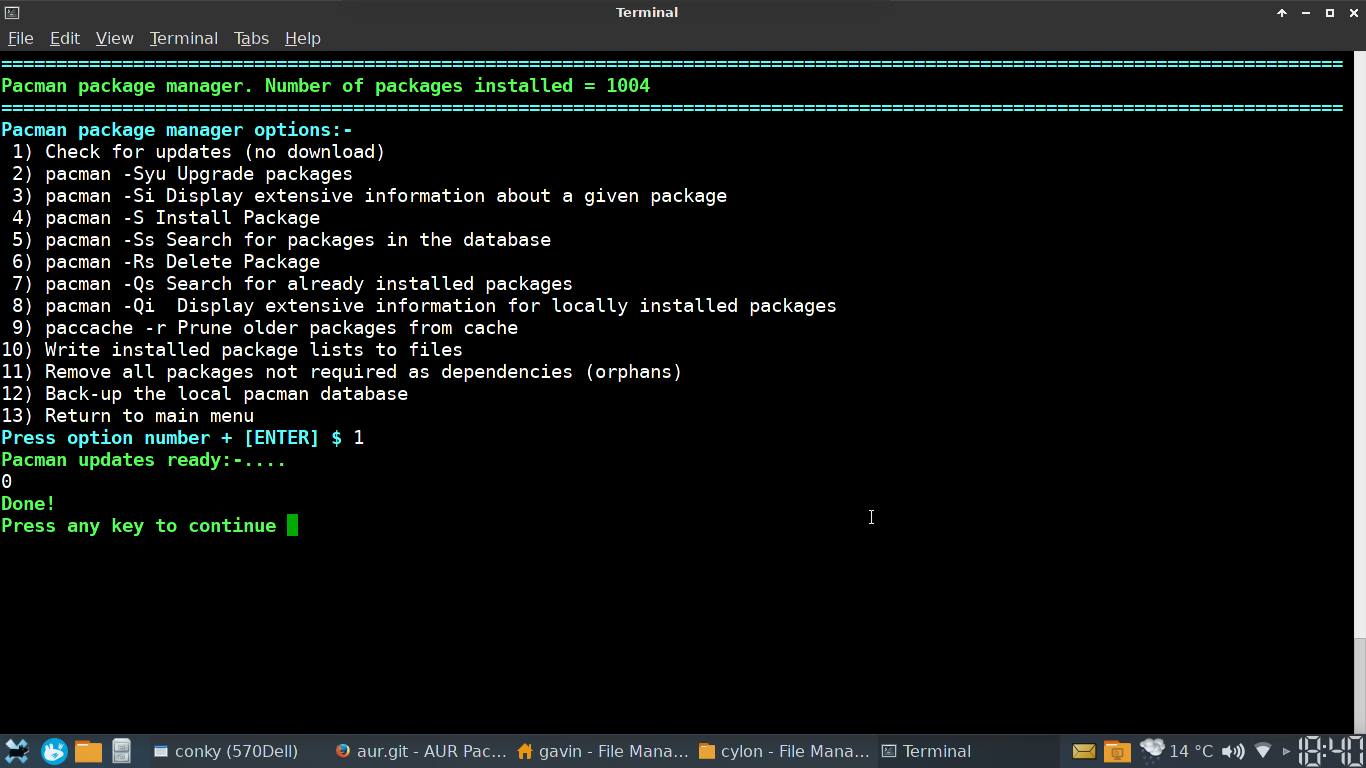 Terminal
File Edit View Terminal Tabs Help
==========================================================================================================================
Pacman package manager. Number of packages installed = 1004
==========================================================================================================================
Pacman package manager options:-
1) Check for updates (no download)
2) pacman -Syu Upgrade packages
3) pacman -Si Display extensive information about a given package
4) pacman -S Install Package
5) pacman -Ss Search for packages in the database
6) pacman -Rs Delete Package
7) pacman -Qs Search for already installed packages
8) pacman -Qi  Display extensive information for locally installed packages
9) paccache -r Prune older packages from cache
10) Write installed package lists to files
11) Remove all packages not required as dependencies (orphans)
12) Back-up the local pacman database
13) Return to main menu
Press option number + [ENTER] $ 1
Pacman updates ready:-....
0
Done!
Press any key to continue
conky (570Dell) aur.git - AUR Pac... gavin - File Mana... cylon - File Mana... Terminal 14 °C 18:40